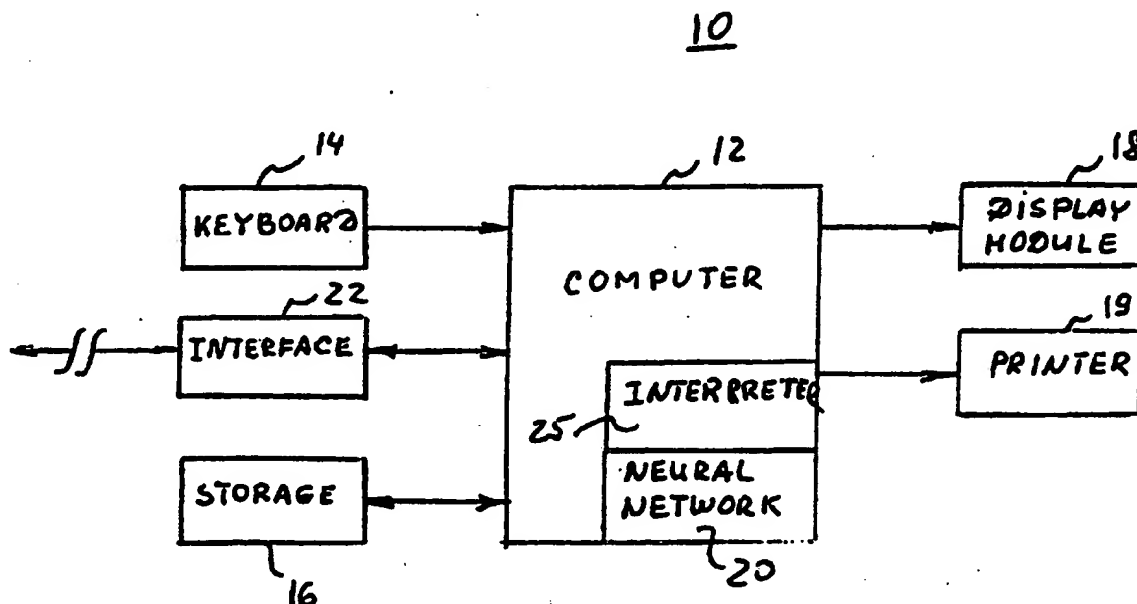 10
14
KEYBOARD
12
COMPUTER
18
DISPLAY
MODULE
22
INTERFACE
19
PRINTER
INTERPRETER
25
STORAGE
16
NEURAL
NETWORK
20